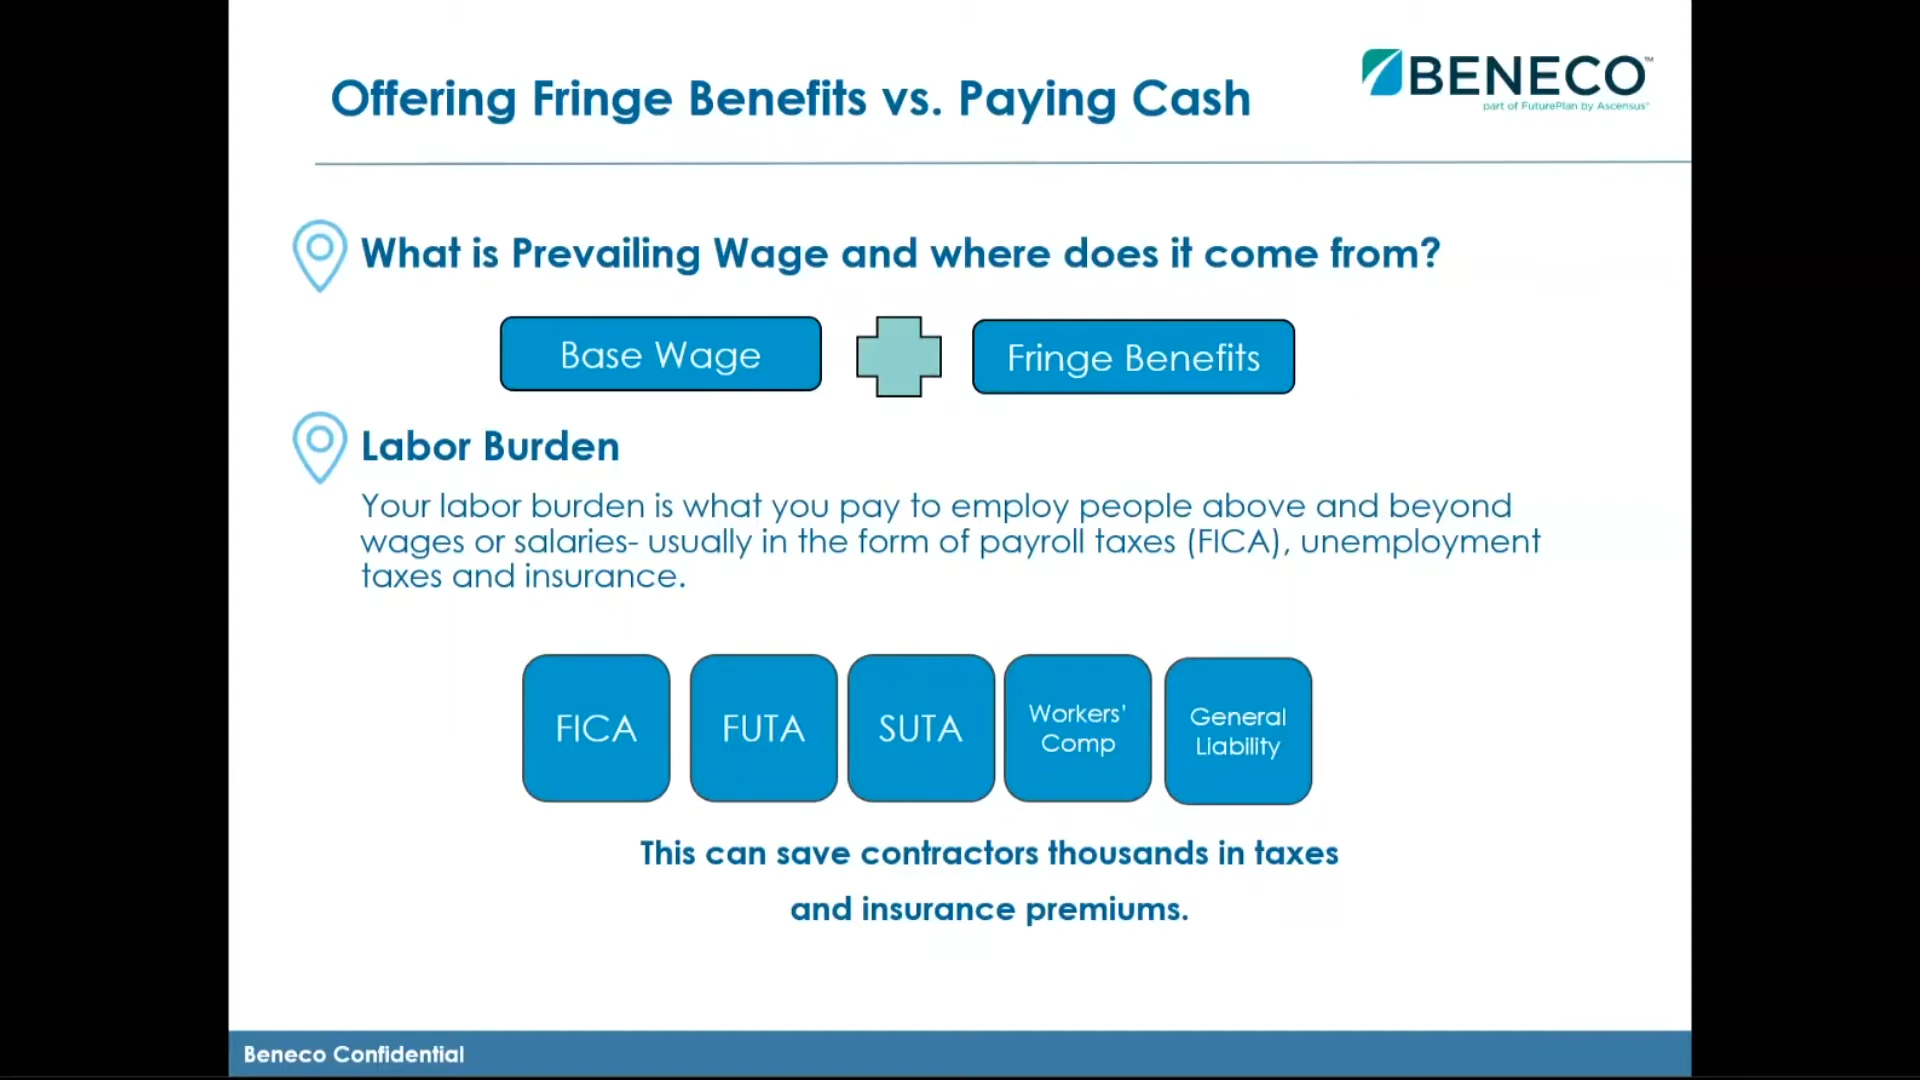 Offering Fringe Benefits vs. Paying Cash
BENECO™
part of FuturePlan by Ascensus®
What is Prevailing Wage and where does it come from?
Base Wage
Fringe Benefits
Labor Burden
Your labor burden is what you pay to employ people above and beyond
wages or salaries- usually in the form of payroll taxes (FICA), unemployment
taxes and insurance.
FICA
FUTA
SUTA
Workers’
Comp
General
Liability
This can save contractors thousands in taxes
and insurance premiums.
Beneco Confidential